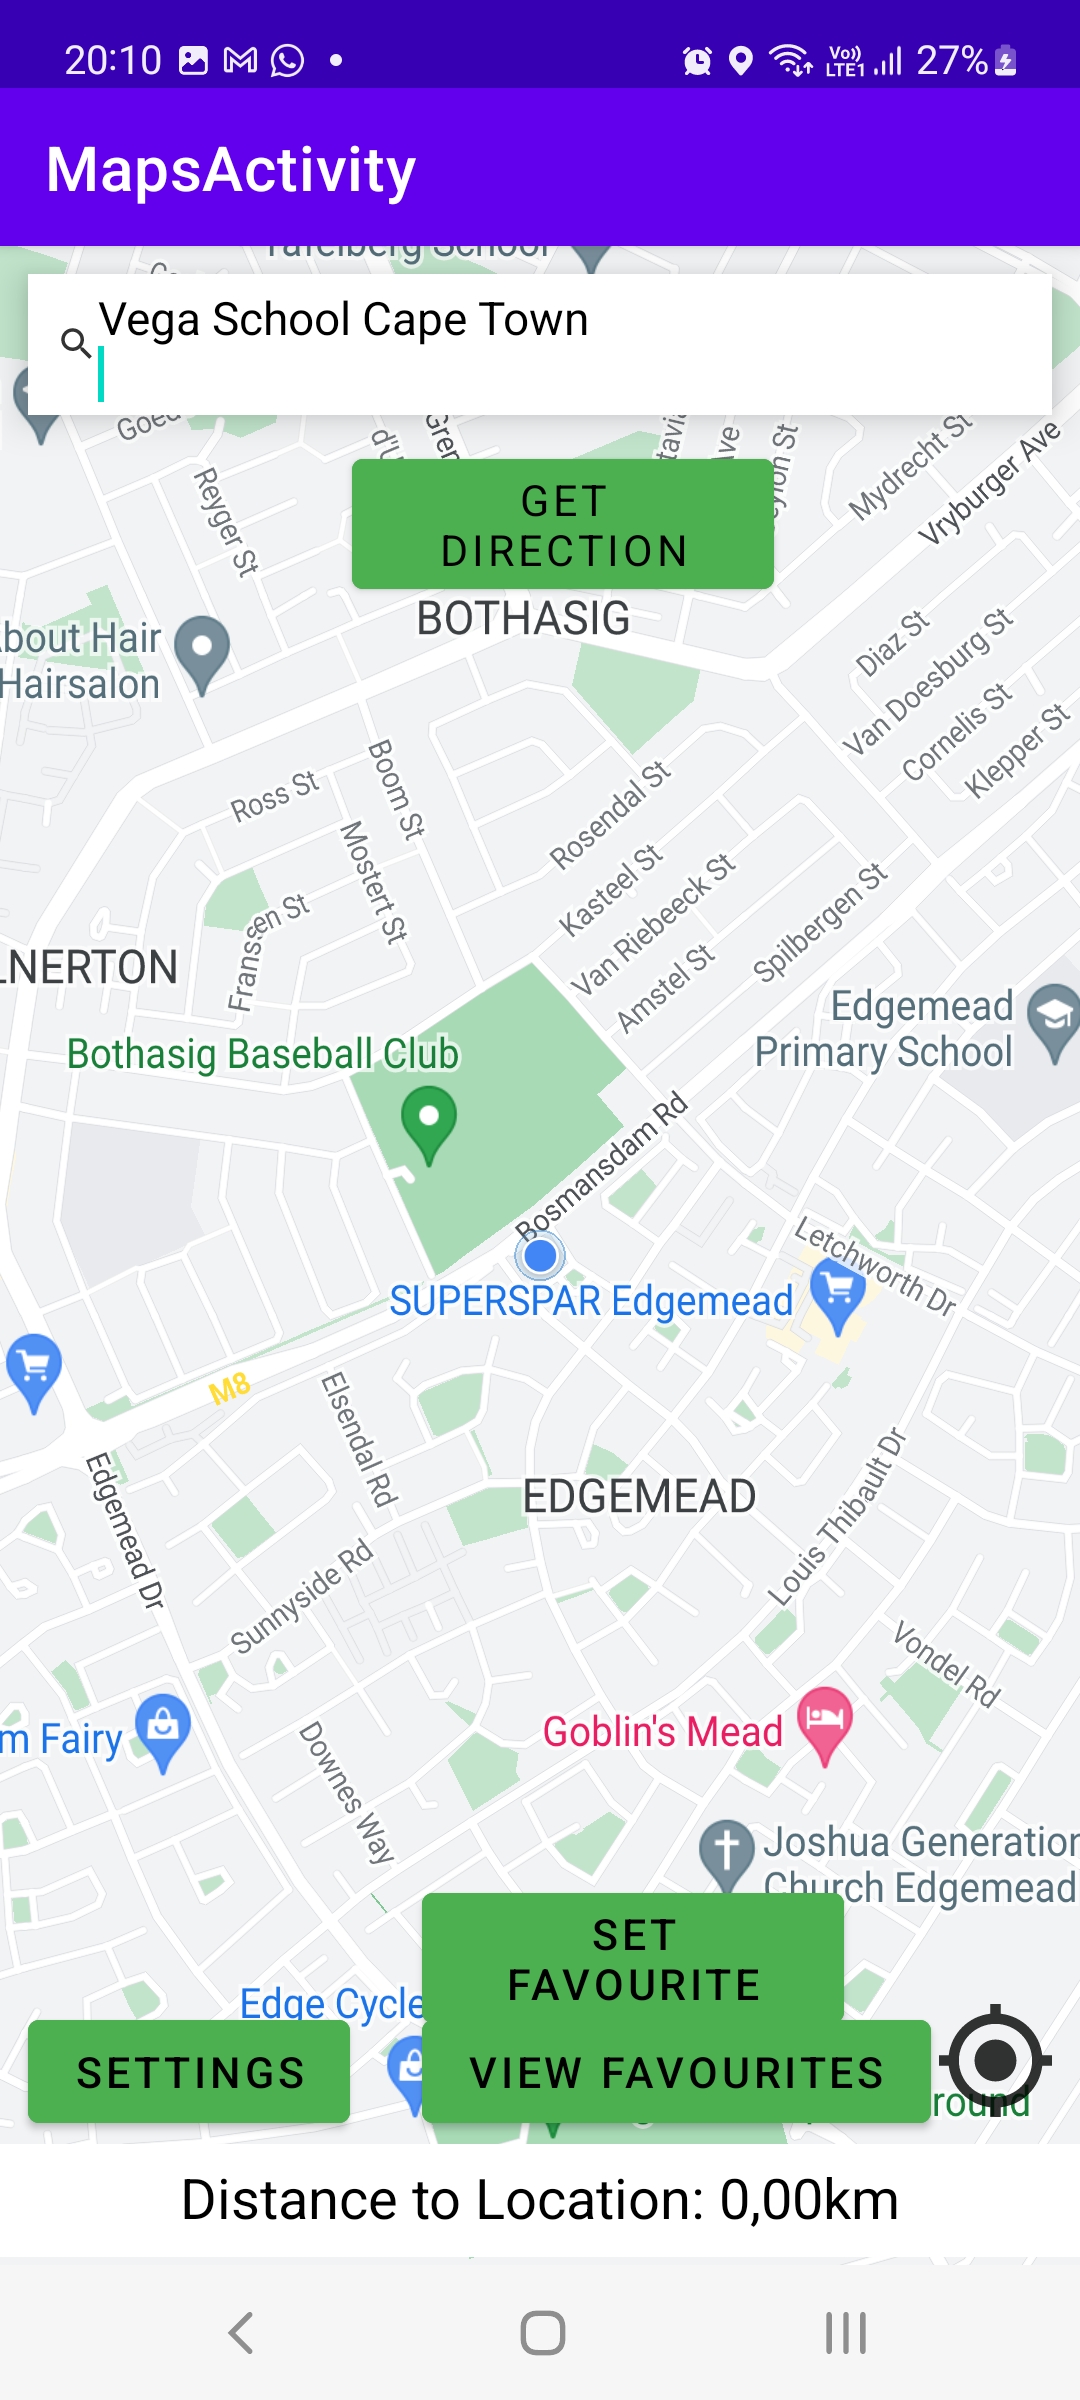 20:10
Vo))
LTE1
27%
MapsActivity
Tafelberg School
Vega School Cape Town
Reyger St
Mydrecht St
Vryburger Ave
GET
DIRECTION
BOTHASIG
bout Hair
Hairsalon
Diaz St
Van Doesburg St
Cornelis St
Klepper St
Ross St
Boom St
Mostert St
Rosendal St
Kasteel St
Van Riebeeck St
Amstel St
Spilbergen St
Franssen St
LNERTON
Edgemead
Primary School
Bothasig Baseball Club
Bosmansdam Rd
Letchworth Dr
SUPERSPAR Edgemead
M8
Elsendal Rd
Edgemead Dr
EDGEMEAD
Louis Thibault Dr
Sunnyside Rd
Vondel Rd
m Fairy
Goblin's Mead
Downes Way
Joshua Generation
Church Edgemead
SET
FAVOURITE
Edge Cycle
SETTINGS
VIEW FAVOURITES
round
Distance to Location: 0,00km